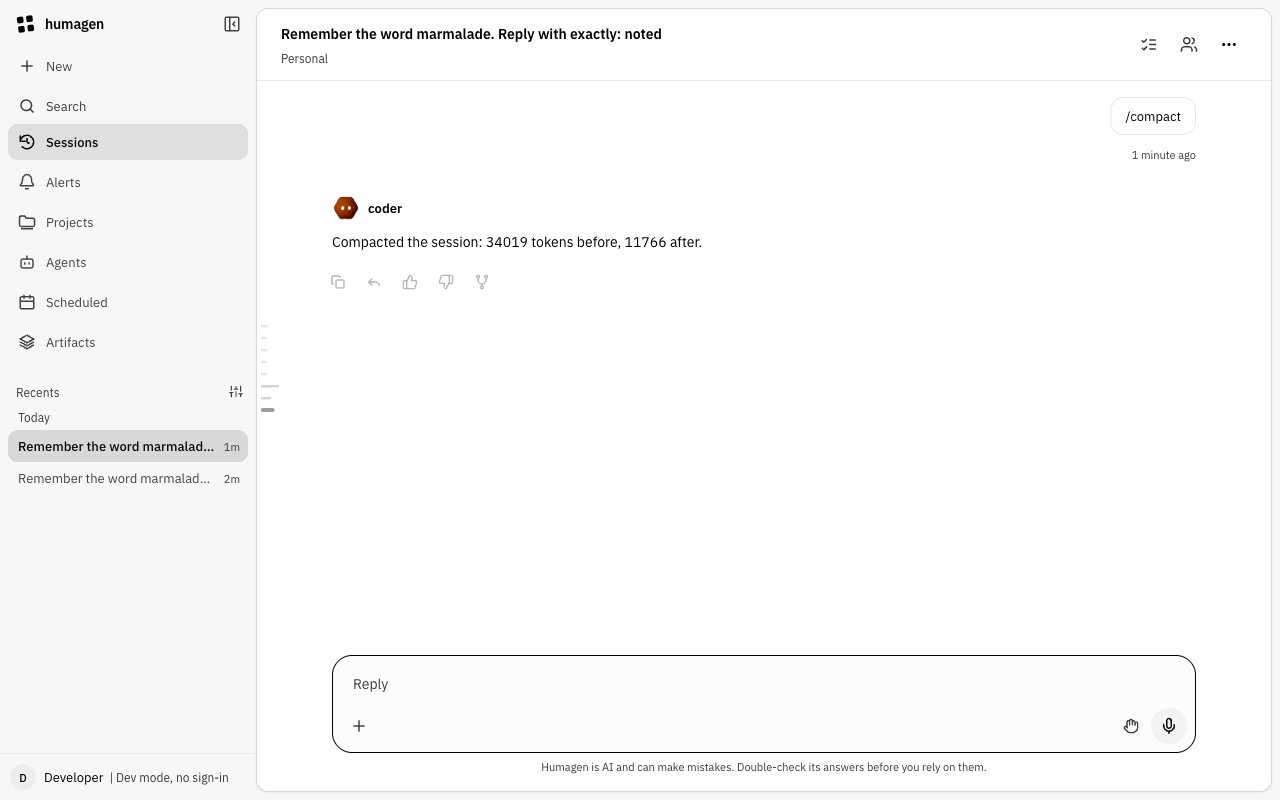 humagen
New
Search
Sessions
Alerts
Projects
Agents
Scheduled
Artifacts
Recents
Today
Remember the word marmalad... 1m
Remember the word marmalad... 2m
D Developer | Dev mode, no sign-in
Remember the word marmalade. Reply with exactly: noted
Personal
/compact
1 minute ago
coder
Compacted the session: 34019 tokens before, 11766 after.
Reply
Humagen is AI and can make mistakes. Double-check its answers before you rely on them.